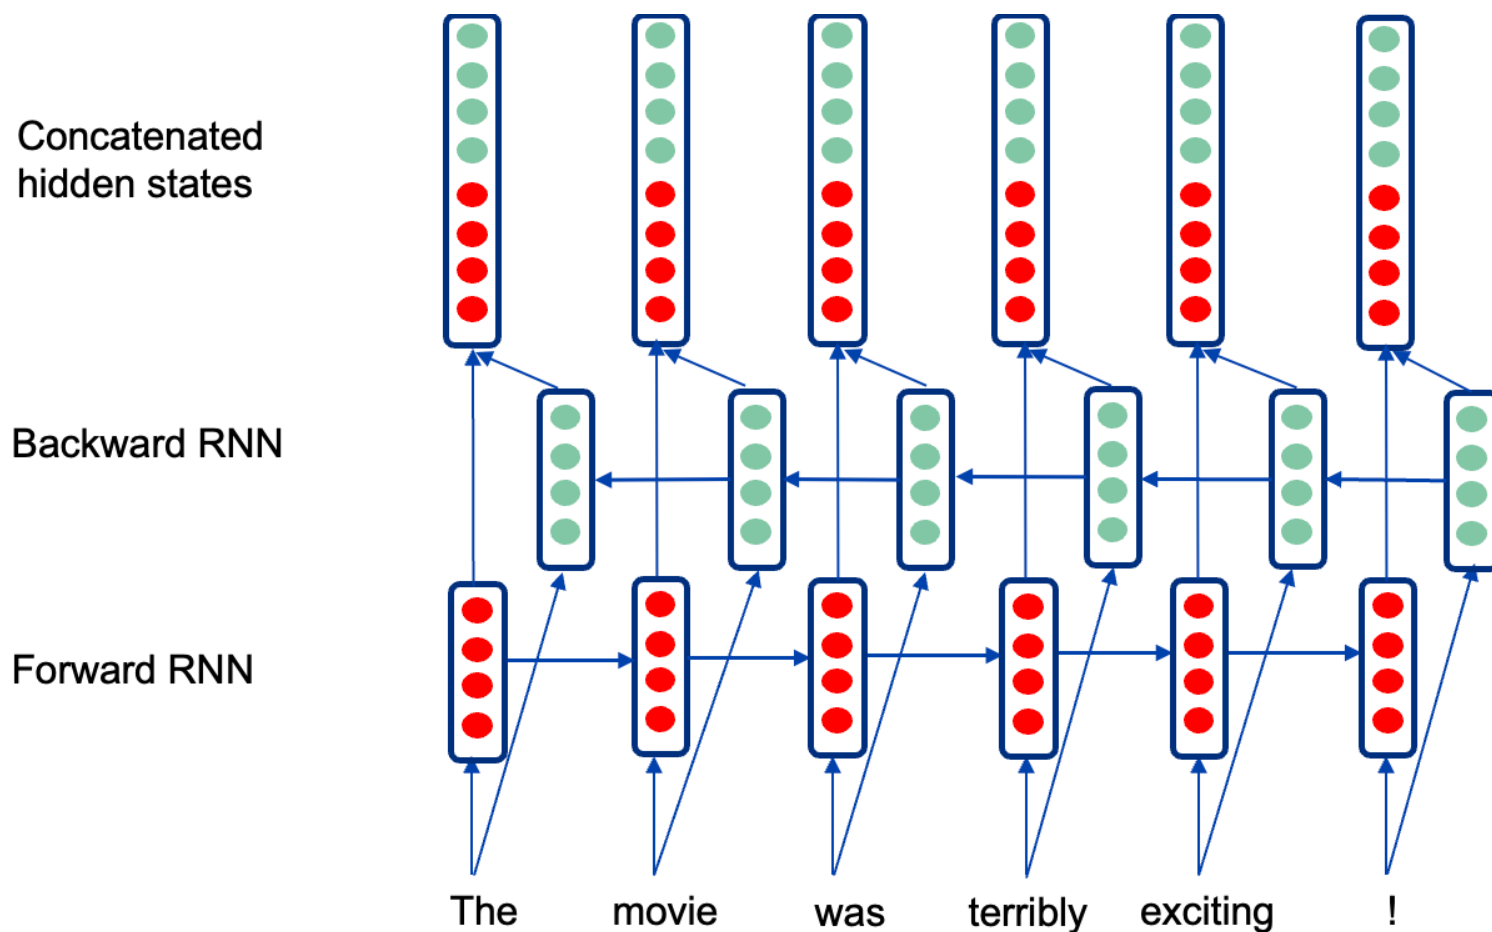 Concatenated
hidden states
Backward RNN
Forward RNN
The movie was terribly exciting !